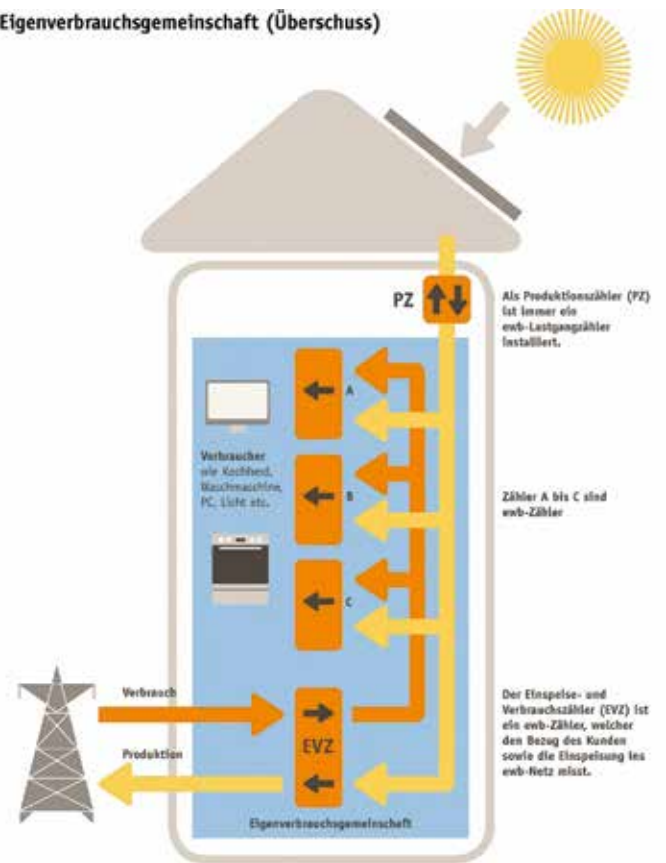 Eigenverbrauchsgemeinschaft (Überschuss)
PZ
Als Produktionszähler (PZ)
ist immer ein
ewb-Lastgangzähler
installiert.
A
Verbraucher
wie Kochherd,
Waschmaschine,
PC, Licht etc.
B
Zähler A bis C sind
ewb-Zähler
C
Verbrauch
EVZ
Produktion
Der Einspeise- und
Verbrauchszähler (EVZ) ist
ein ewb-Zähler, welcher
den Bezug des Kunden
sowie die Einspeisung ins
ewb-Netz misst.
Eigenverbrauchsgemeinschaft